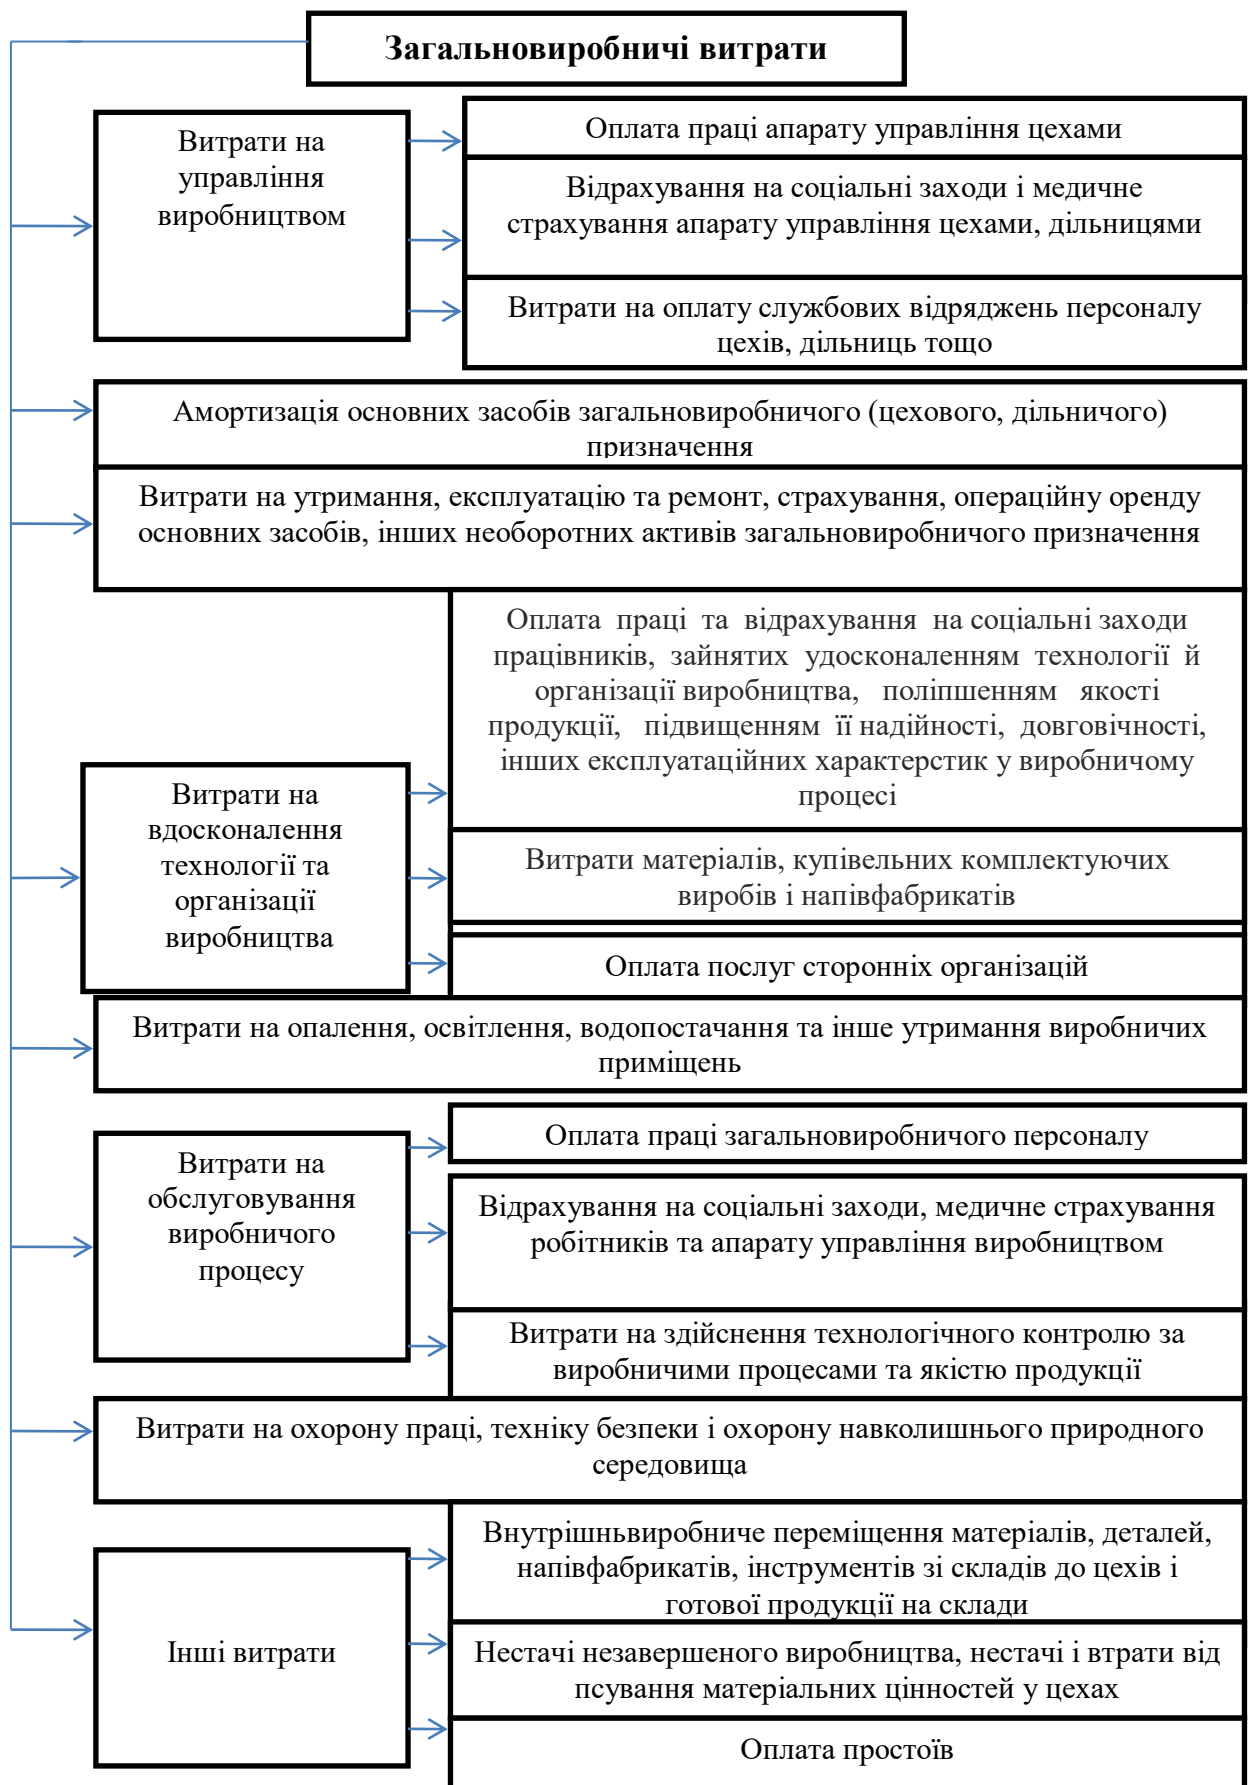 Загальновиробничі витрати
Витрати на
управління
виробництвом
Оплата праці апарату управління цехами
Відрахування на соціальні заходи і медичне
страхування апарату управління цехами, дільницями
Витрати на оплату службових відряджень персоналу
цехів, дільниць тощо
Амортизація основних засобів загальновиробничого (цехового, дільничого)
призначення
Витрати на утримання, експлуатацію та ремонт, страхування, операційну оренду
основних засобів, інших необоротних активів загальновиробничого призначення
Витрати на
вдосконалення
технології та
організації
виробництва
Оплата праці та відрахування на соціальні заходи
працівників, зайнятих удосконаленням технології й
організації виробництва, поліпшенням якості
продукції, підвищенням її надійності, довговічності,
інших експлуатаційних характерстик у виробничому
процесі
Витрати матеріалів, купівельних комплектуючих
виробів і напівфабрикатів
Оплата послуг сторонніх організацій
Витрати на опалення, освітлення, водопостачання та інше утримання виробничих
приміщень
Витрати на
обслуговування
виробничого
процесу
Оплата праці загальновиробничого персоналу
Відрахування на соціальні заходи, медичне страхування
робітників та апарату управління виробництвом
Витрати на здійснення технологічного контролю за
виробничими процесами та якістю продукції
Витрати на охорону праці, техніку безпеки і охорону навколишнього природного
середовища
Інші витрати
Внутрішньвиробниче переміщення матеріалів, деталей,
напівфабрикатів, інструментів зі складів до цехів і
готової продукції на склади
Нестачі незавершеного виробництва, нестачі і втрати від
псування матеріальних цінностей у цехах
Оплата простоїв